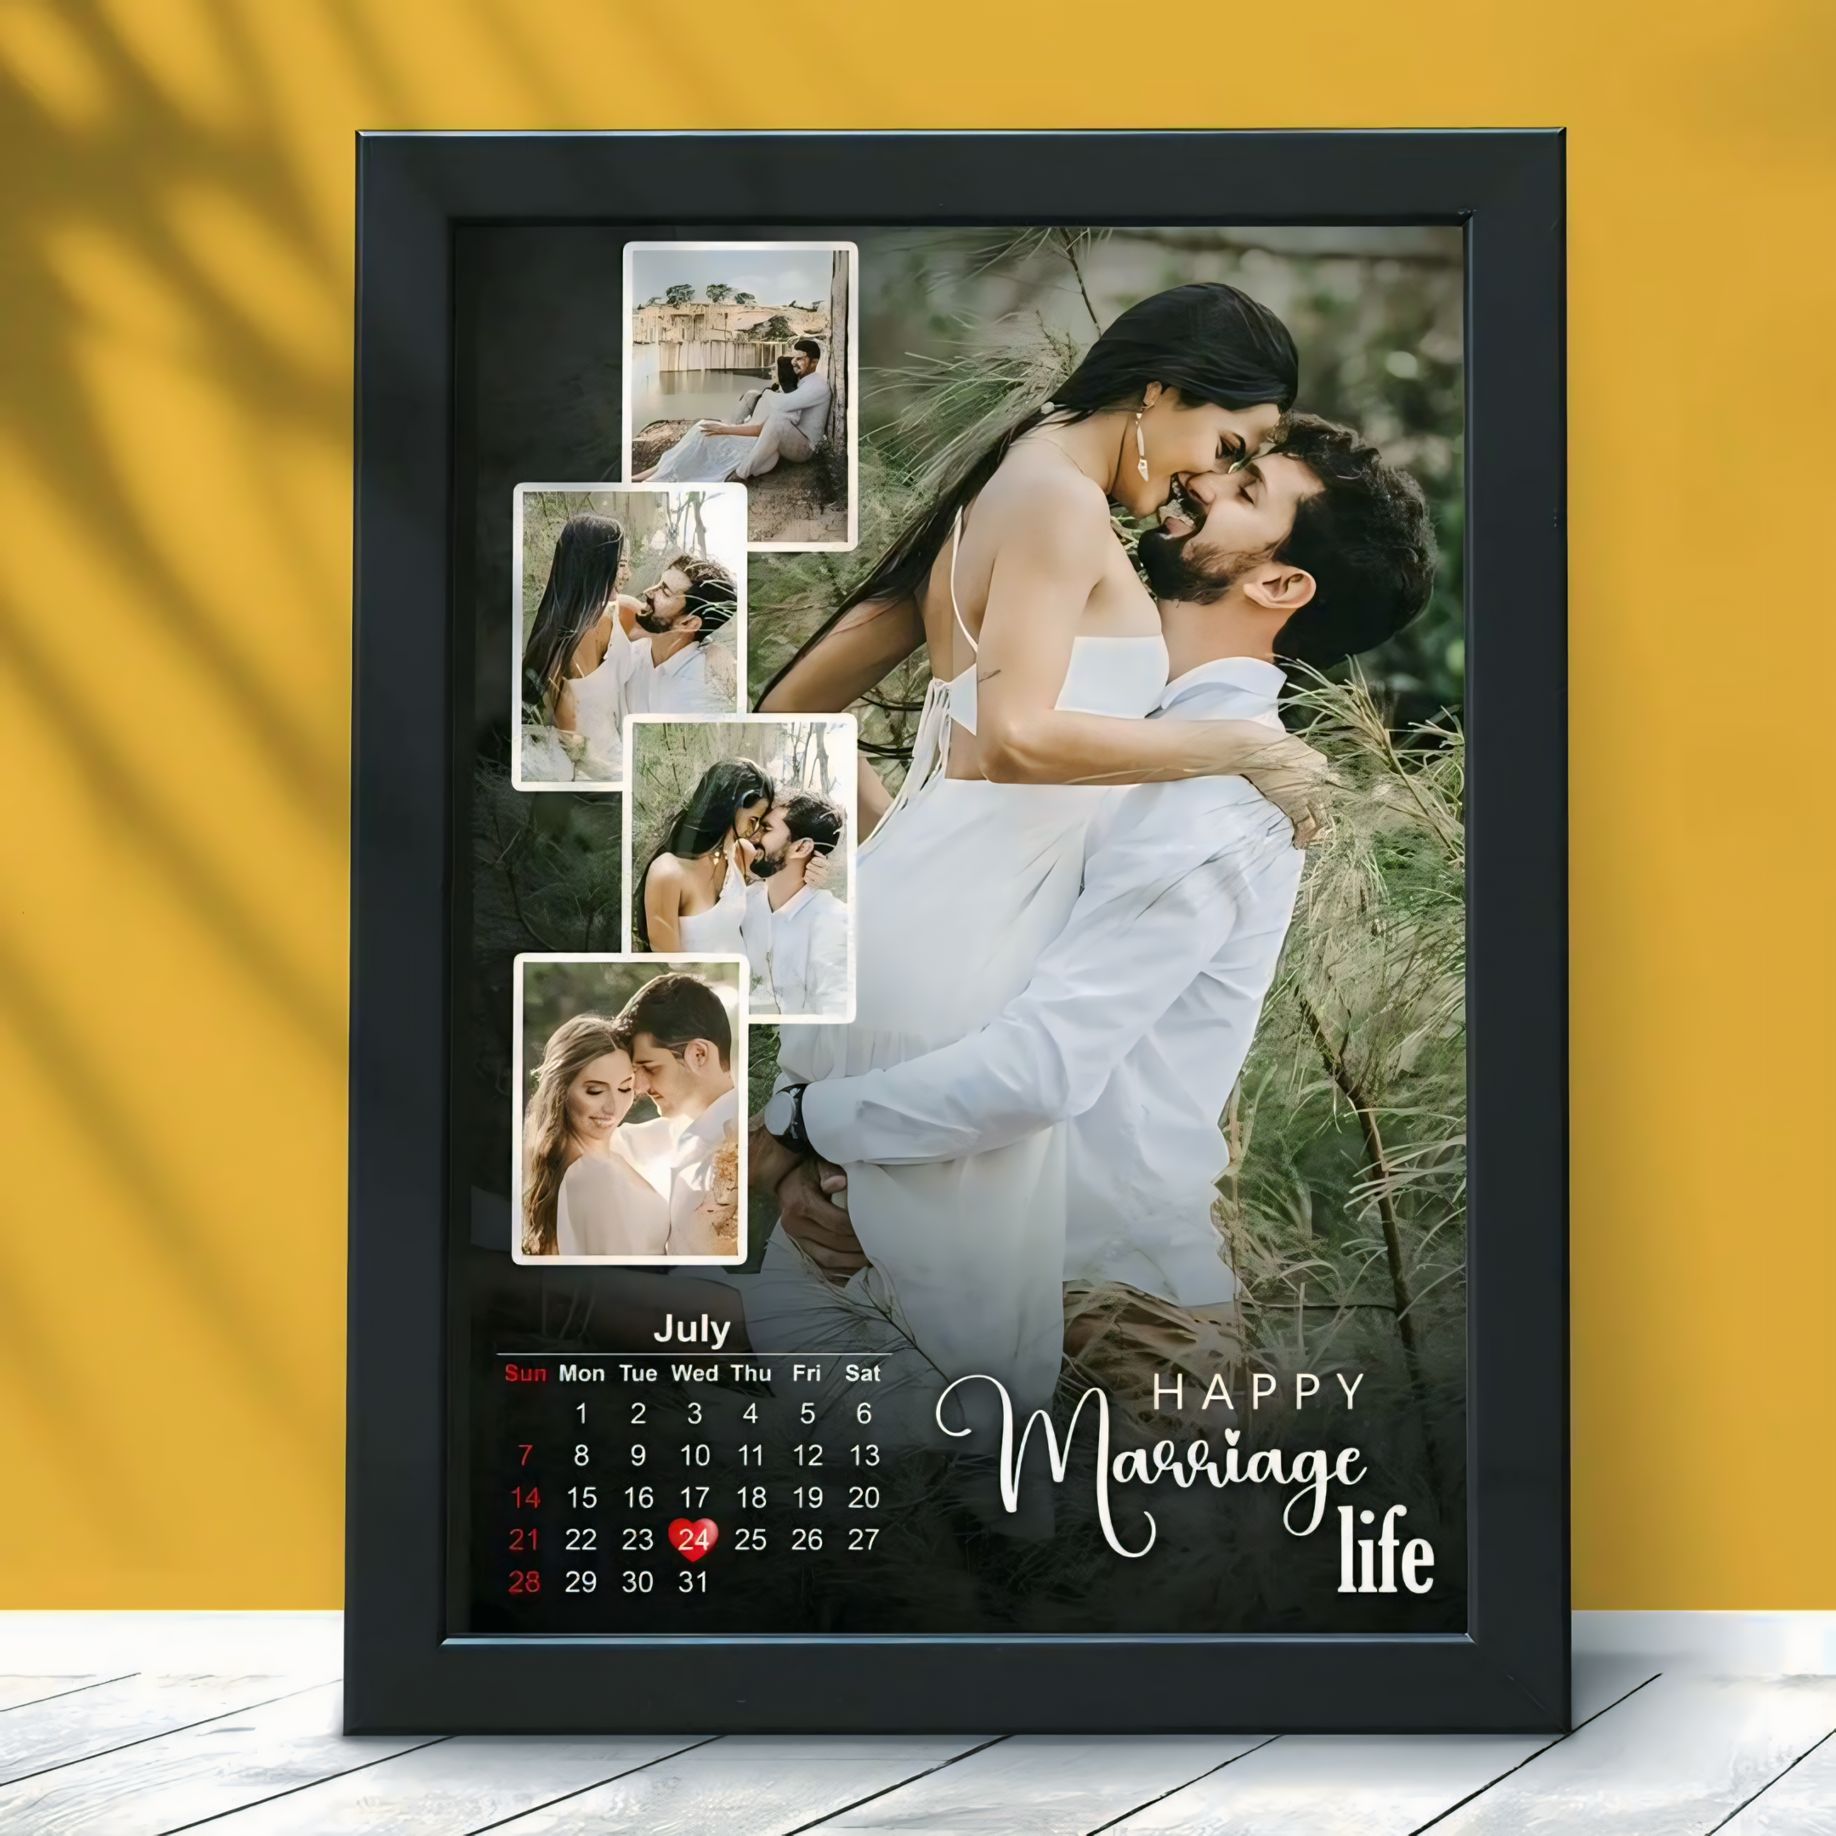 July
Sun Mon Tue Wed Thu Fri Sat
1 2 3 4 5 6
7 8 9 10 11 12 13
14 15 16 17 18 19 20
21 22 23 24 25 26 27
28 29 30 31
HAPPY
Marriage
life